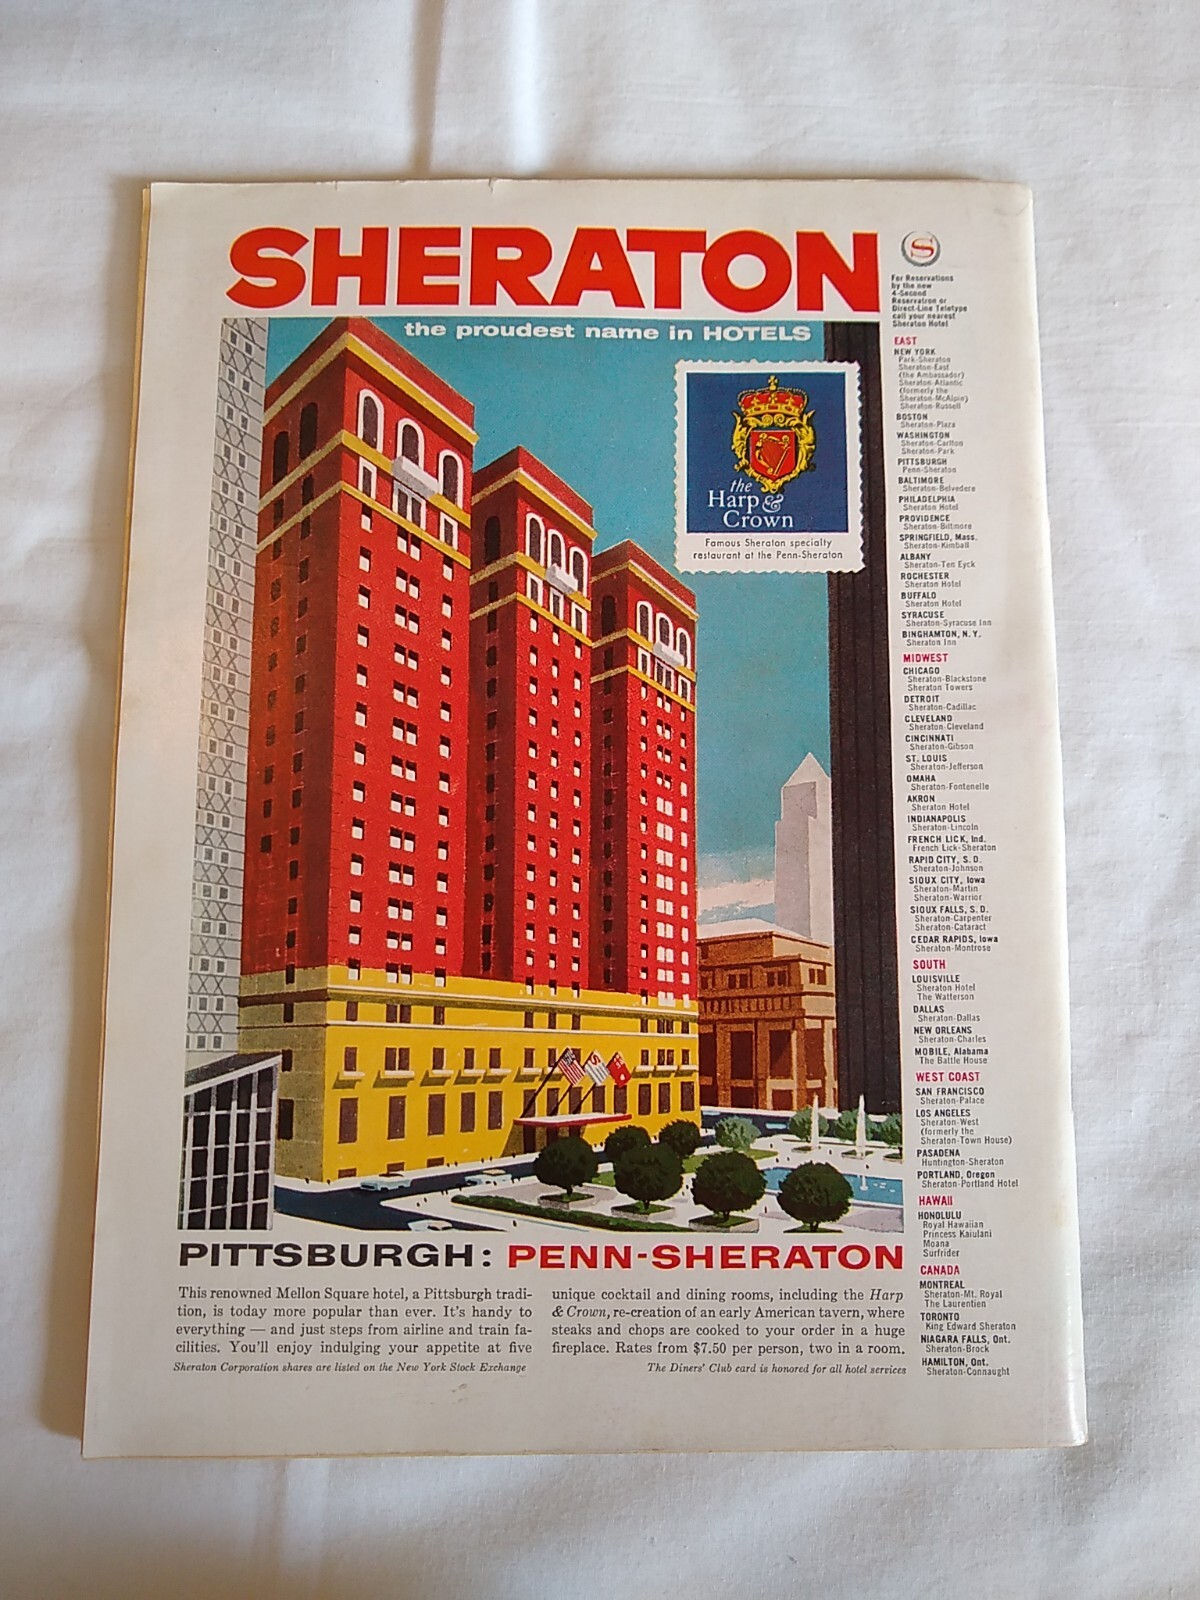 SHERATON
the proudest name in HOTELS
the
Harp &
Crown
Famous Sheraton specialty
restaurant at the Penn-Sheraton
PITTSBURGH: PENN-SHERATON
This renowned Mellon Square hotel, a Pittsburgh tradi-
tion, is today more popular than ever. It's handy to
everything — and just steps from airline and train fa-
cilities. You'll enjoy indulging your appetite at five
unique cocktail and dining rooms, including the Harp
& Crown, re-creation of an early American tavern, where
steaks and chops are cooked to your order in a huge
fireplace. Rates from $7.50 per person, two in a room.
Sheraton Corporation shares are listed on the New York Stock Exchange
The Diners' Club card is honored for all hotel services
S
For Reservations
by the new
4-Second
Reservatron or
Direct-Line Teletype
call your nearest
Sheraton Hotel
EAST
NEW YORK
Park-Sheraton
Sheraton-East
(the Ambassador)
Sheraton-Atlantic
(formerly the
Sheraton-McAlpin)
Sheraton-Russell
BOSTON
Sheraton-Plaza
WASHINGTON
Sheraton-Carlton
Sheraton-Park
PITTSBURGH
Penn-Sheraton
BALTIMORE
Sheraton-Belvedere
PHILADELPHIA
Sheraton Hotel
PROVIDENCE
Sheraton-Biltmore
SPRINGFIELD, Mass.
Sheraton-Kimball
ALBANY
Sheraton-Ten Eyck
ROCHESTER
Sheraton Hotel
BUFFALO
Sheraton Hotel
SYRACUSE
Sheraton-Syracuse Inn
BINGHAMTON, N. Y.
Sheraton Inn
MIDWEST
CHICAGO
Sheraton-Blackstone
Sheraton Towers
DETROIT
Sheraton-Cadillac
CLEVELAND
Sheraton-Cleveland
CINCINNATI
Sheraton-Gibson
ST. LOUIS
Sheraton-Jefferson
OMAHA
Sheraton-Fontenelle
AKRON
Sheraton Hotel
INDIANAPOLIS
Sheraton-Lincoln
FRENCH LICK, Ind.
French Lick-Sheraton
RAPID CITY, S. D.
Sheraton-Johnson
SIOUX CITY, Iowa
Sheraton-Martin
Sheraton-Warrior
SIOUX FALLS, S. D.
Sheraton-Carpenter
Sheraton-Cataract
CEDAR RAPIDS, Iowa
Sheraton-Montrose
SOUTH
LOUISVILLE
Sheraton Hotel
The Watterson
DALLAS
Sheraton-Dallas
NEW ORLEANS
Sheraton-Charles
MOBILE, Alabama
The Battle House
WEST COAST
SAN FRANCISCO
Sheraton-Palace
LOS ANGELES
Sheraton-West
(formerly the
Sheraton-Town House)
PASADENA
Huntington-Sheraton
PORTLAND, Oregon
Sheraton-Portland Hotel
HAWAII
HONOLULU
Royal Hawaiian
Princess Kaiulani
Moana
Surfrider
CANADA
MONTREAL
Sheraton-Mt. Royal
The Laurentien
TORONTO
King Edward Sheraton
NIAGARA FALLS, Ont.
Sheraton-Brock
HAMILTON, Ont.
Sheraton-Connaught